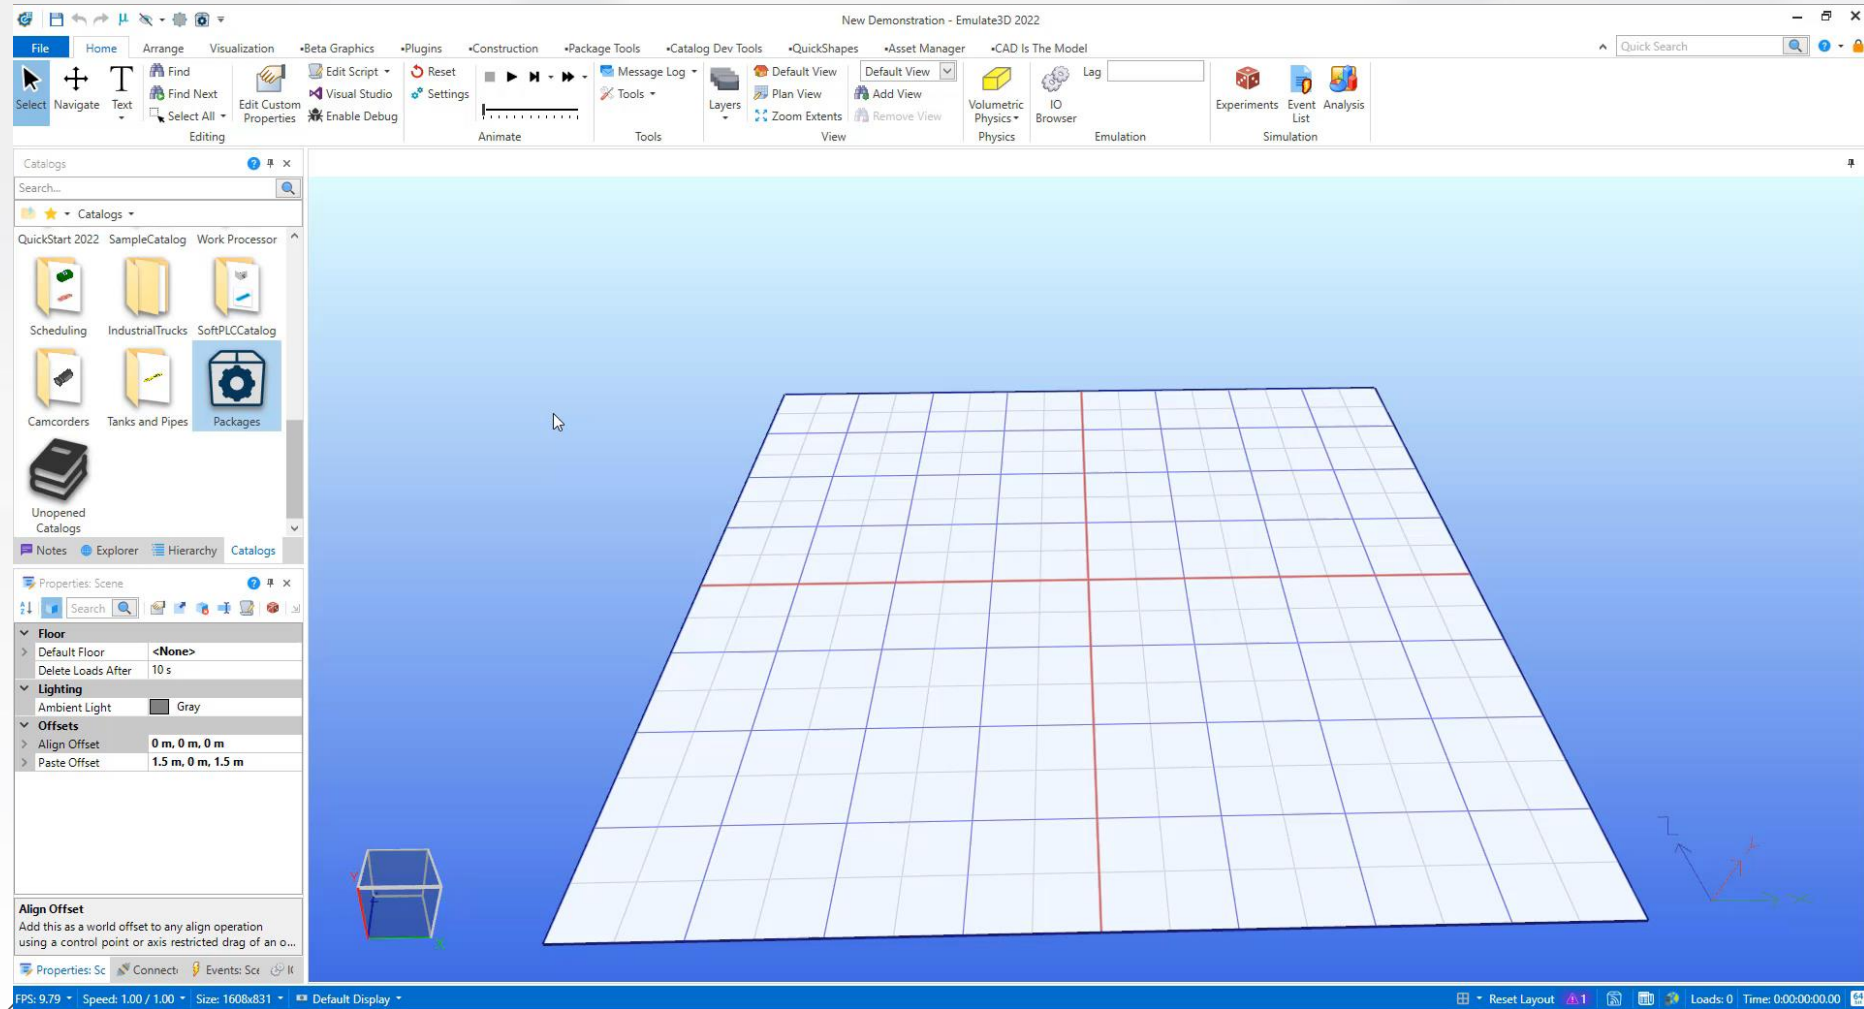 New Demonstration - Emulate3D 2022
File Home Arrange Visualization •Beta Graphics •Plugins •Construction •Package Tools •Catalog Dev Tools •QuickShapes •Asset Manager •CAD Is The Model Quick Search
Select
Navigate
Text
Find
Find Next
Select All
Editing
Edit Custom
Properties
Edit Script
Visual Studio
Enable Debug
Reset
Settings
Animate
Message Log
Tools
Tools
Layers
Default View
Plan View
Zoom Extents
Default View
Add View
Remove View
View
Volumetric
Physics
Physics
IO
Browser
Lag
Emulation
Experiments
Event
List
Analysis
Simulation
Catalogs
Search...
Catalogs
QuickStart 2022 SampleCatalog Work Processor
Scheduling IndustrialTrucks SoftPLCCatalog
Camcorders Tanks and Pipes Packages
Unopened
Catalogs
Notes Explorer Hierarchy Catalogs
Properties: Scene
Search
Floor
Default Floor <None>
Delete Loads After 10 s
Lighting
Ambient Light Gray
Offsets
Align Offset 0 m, 0 m, 0 m
Paste Offset 1.5 m, 0 m, 1.5 m
Align Offset
Add this as a world offset to any align operation
using a control point or axis restricted drag of an o...
Properties: Sc Connecti Events: Sce
Y
X
Z
FPS: 9.79 Speed: 1.00 / 1.00 Size: 1608x831 Default Display Reset Layout 1 Loads: 0 Time: 0:00:00:00.00 64